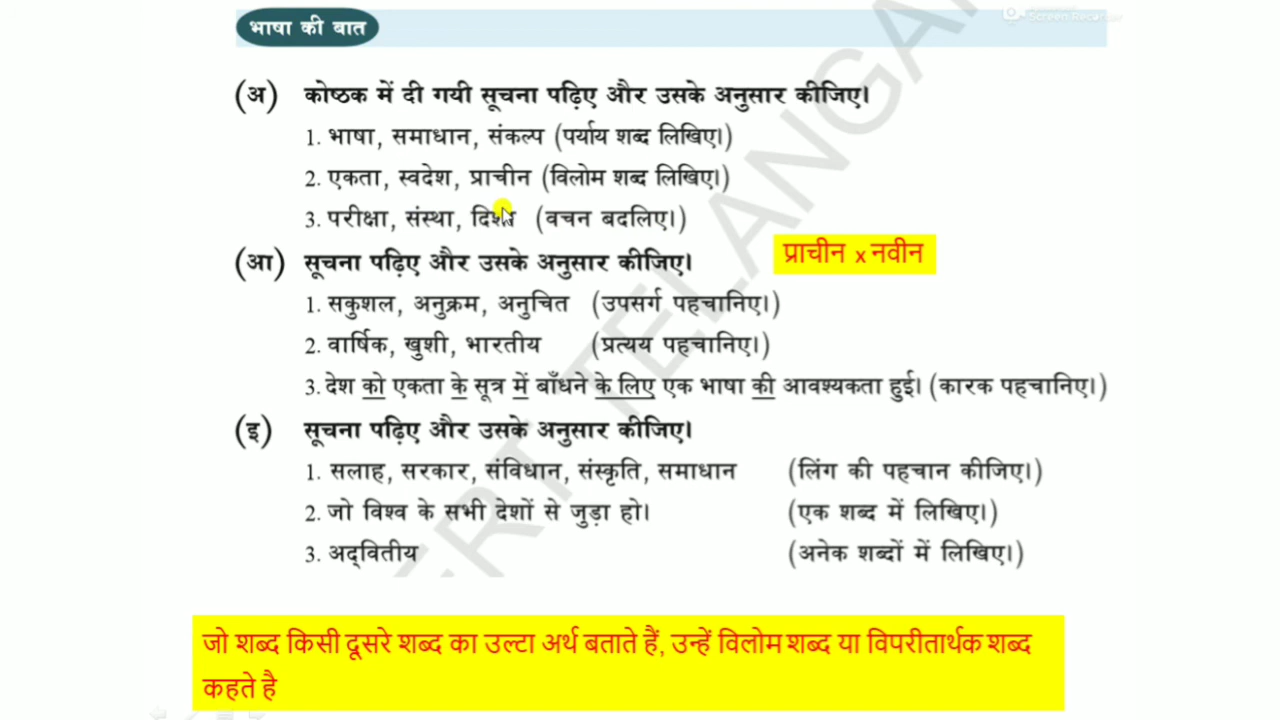 Screen Recorder
भाषा की बात
(अ) कोष्ठक में दी गयी सूचना पढ़िए और उसके अनुसार कीजिए।
1. भाषा, समाधान, संकल्प (पर्याय शब्द लिखिए।)
2. एकता, स्वदेश, प्राचीन (विलोम शब्द लिखिए।)
3. परीक्षा, संस्था, दिशा (वचन बदलिए।)
प्राचीन x नवीन
(आ) सूचना पढ़िए और उसके अनुसार कीजिए।
1. सकुशल, अनुक्रम, अनुचित (उपसर्ग पहचानिए।)
2. वार्षिक, खुशी, भारतीय (प्रत्यय पहचानिए।)
3. देश को एकता के सूत्र में बाँधने के लिए एक भाषा की आवश्यकता हुई। (कारक पहचानिए।)
(इ) सूचना पढ़िए और उसके अनुसार कीजिए।
1. सलाह, सरकार, संविधान, संस्कृति, समाधान (लिंग की पहचान कीजिए।)
2. जो विश्व के सभी देशों से जुड़ा हो। (एक शब्द में लिखिए।)
3. अद्‌वितीय (अनेक शब्दों में लिखिए।)
जो शब्द किसी दूसरे शब्द का उल्टा अर्थ बताते हैं, उन्हें विलोम शब्द या विपरीतार्थक शब्द
कहते है
ERT TELANGA